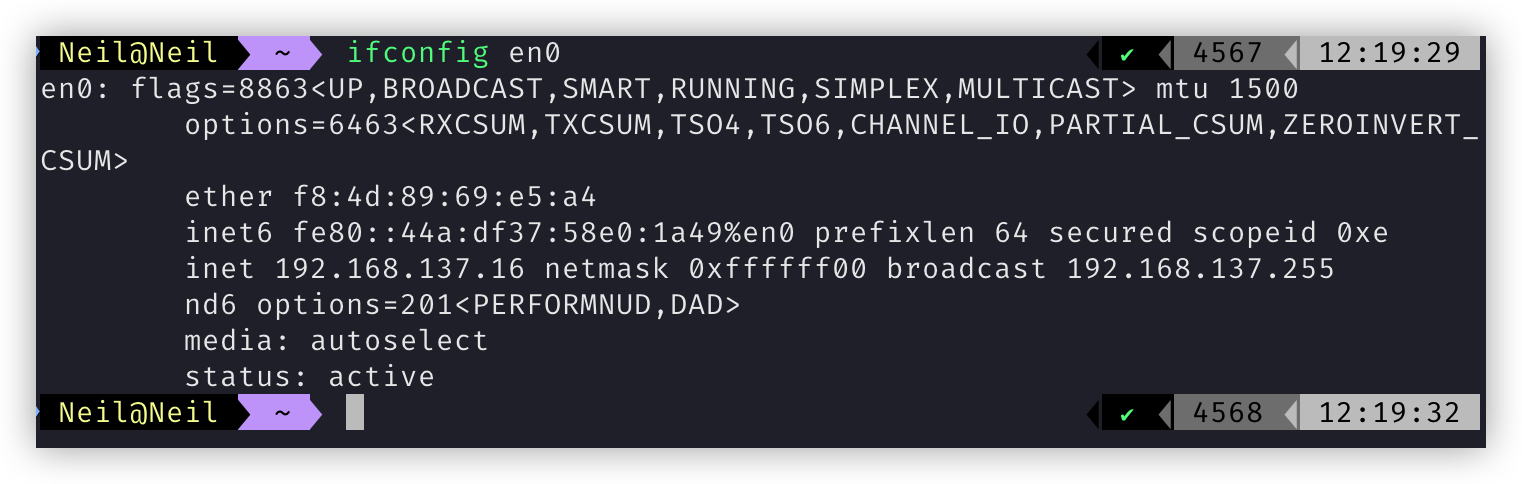 Neil@Neil ~ ifconfig en0 ✔ 4567 12:19:29
en0: flags=8863<UP,BROADCAST,SMART,RUNNING,SIMPLEX,MULTICAST> mtu 1500
options=6463<RXCSUM,TXCSUM,TSO4,TSO6,CHANNEL_IO,PARTIAL_CSUM,ZEROINVERT_
CSUM>
ether f8:4d:89:69:e5:a4
inet6 fe80::44a:df37:58e0:1a49%en0 prefixlen 64 secured scopeid 0xe
inet 192.168.137.16 netmask 0xffffff00 broadcast 192.168.137.255
nd6 options=201<PERFORMNUD,DAD>
media: autoselect
status: active
Neil@Neil ~ ✔ 4568 12:19:32